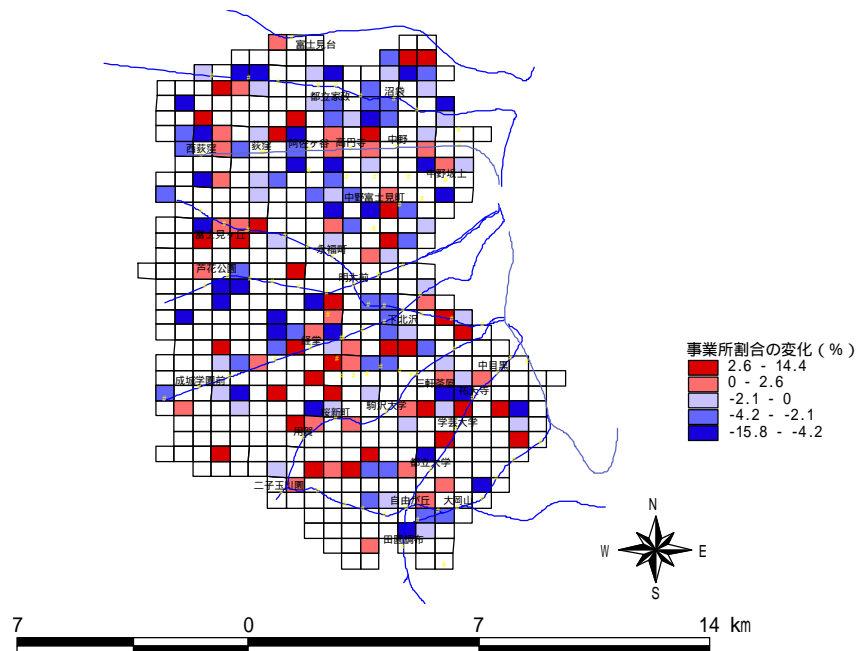 富士見台
都立家政
沼袋
西荻窪
荻窪
阿佐ヶ谷
高円寺
中野
中野坂上
中野富士見町
富士見ヶ丘
永福町
芦花公園
明大前
下北沢
経堂
中目黒
成城学園前
三軒茶屋
祐天寺
駒沢大学
桜新町
学芸大学
用賀
都立大学
二子玉川園
自由が丘
大岡山
田園調布
事業所割合の変化(%)
2.6 - 14.4
0 - 2.6
-2.1 - 0
-4.2 - -2.1
-15.8 - -4.2
N
W
E
S
7
0
7
14 km